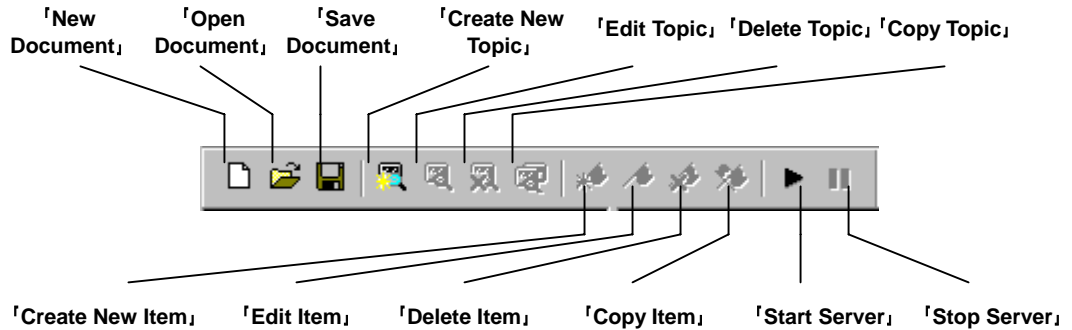 「New
Document」
「Open
Document」
「Save
Document」
「Create New
Topic」
「Edit Topic」
「Delete Topic」
「Copy Topic」
「Create New Item」
「Edit Item」
「Delete Item」
「Copy Item」
「Start Server」
「Stop Server」